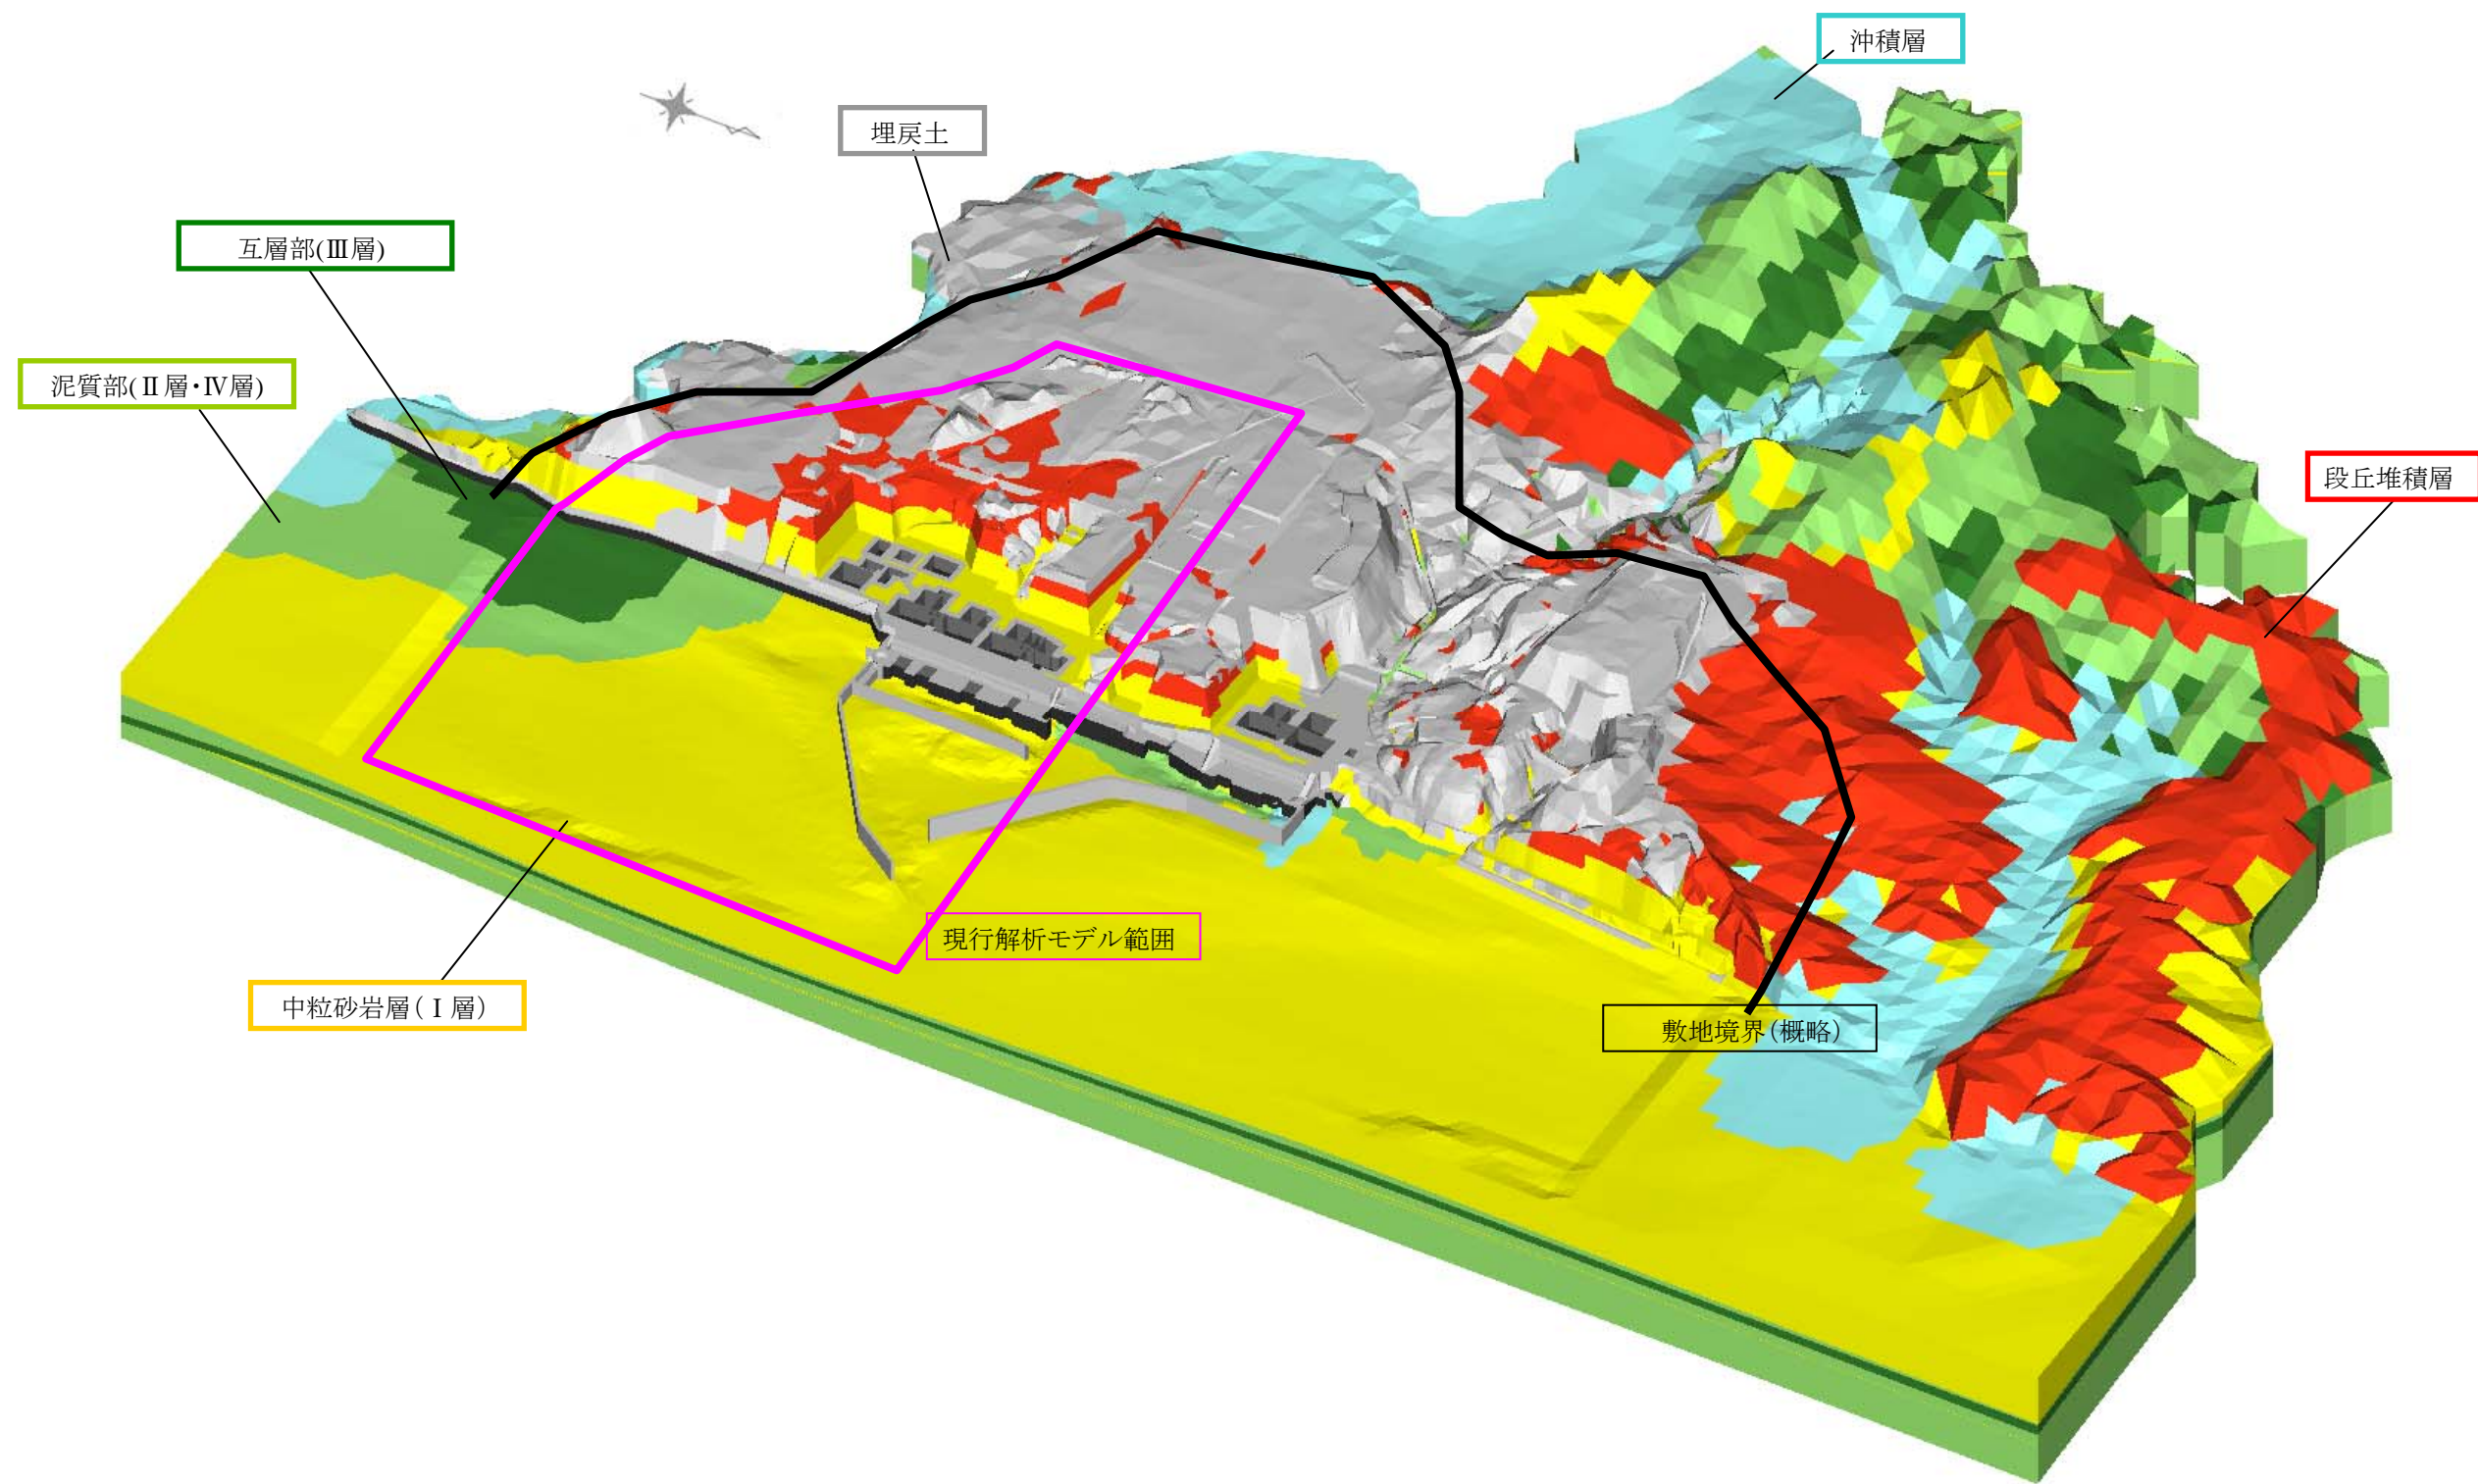 沖積層
埋戻土
互層部(Ⅲ層)
泥質部(Ⅱ層・Ⅳ層)
段丘堆積層
現行解析モデル範囲
中粒砂岩層(Ⅰ層)
敷地境界(概略)